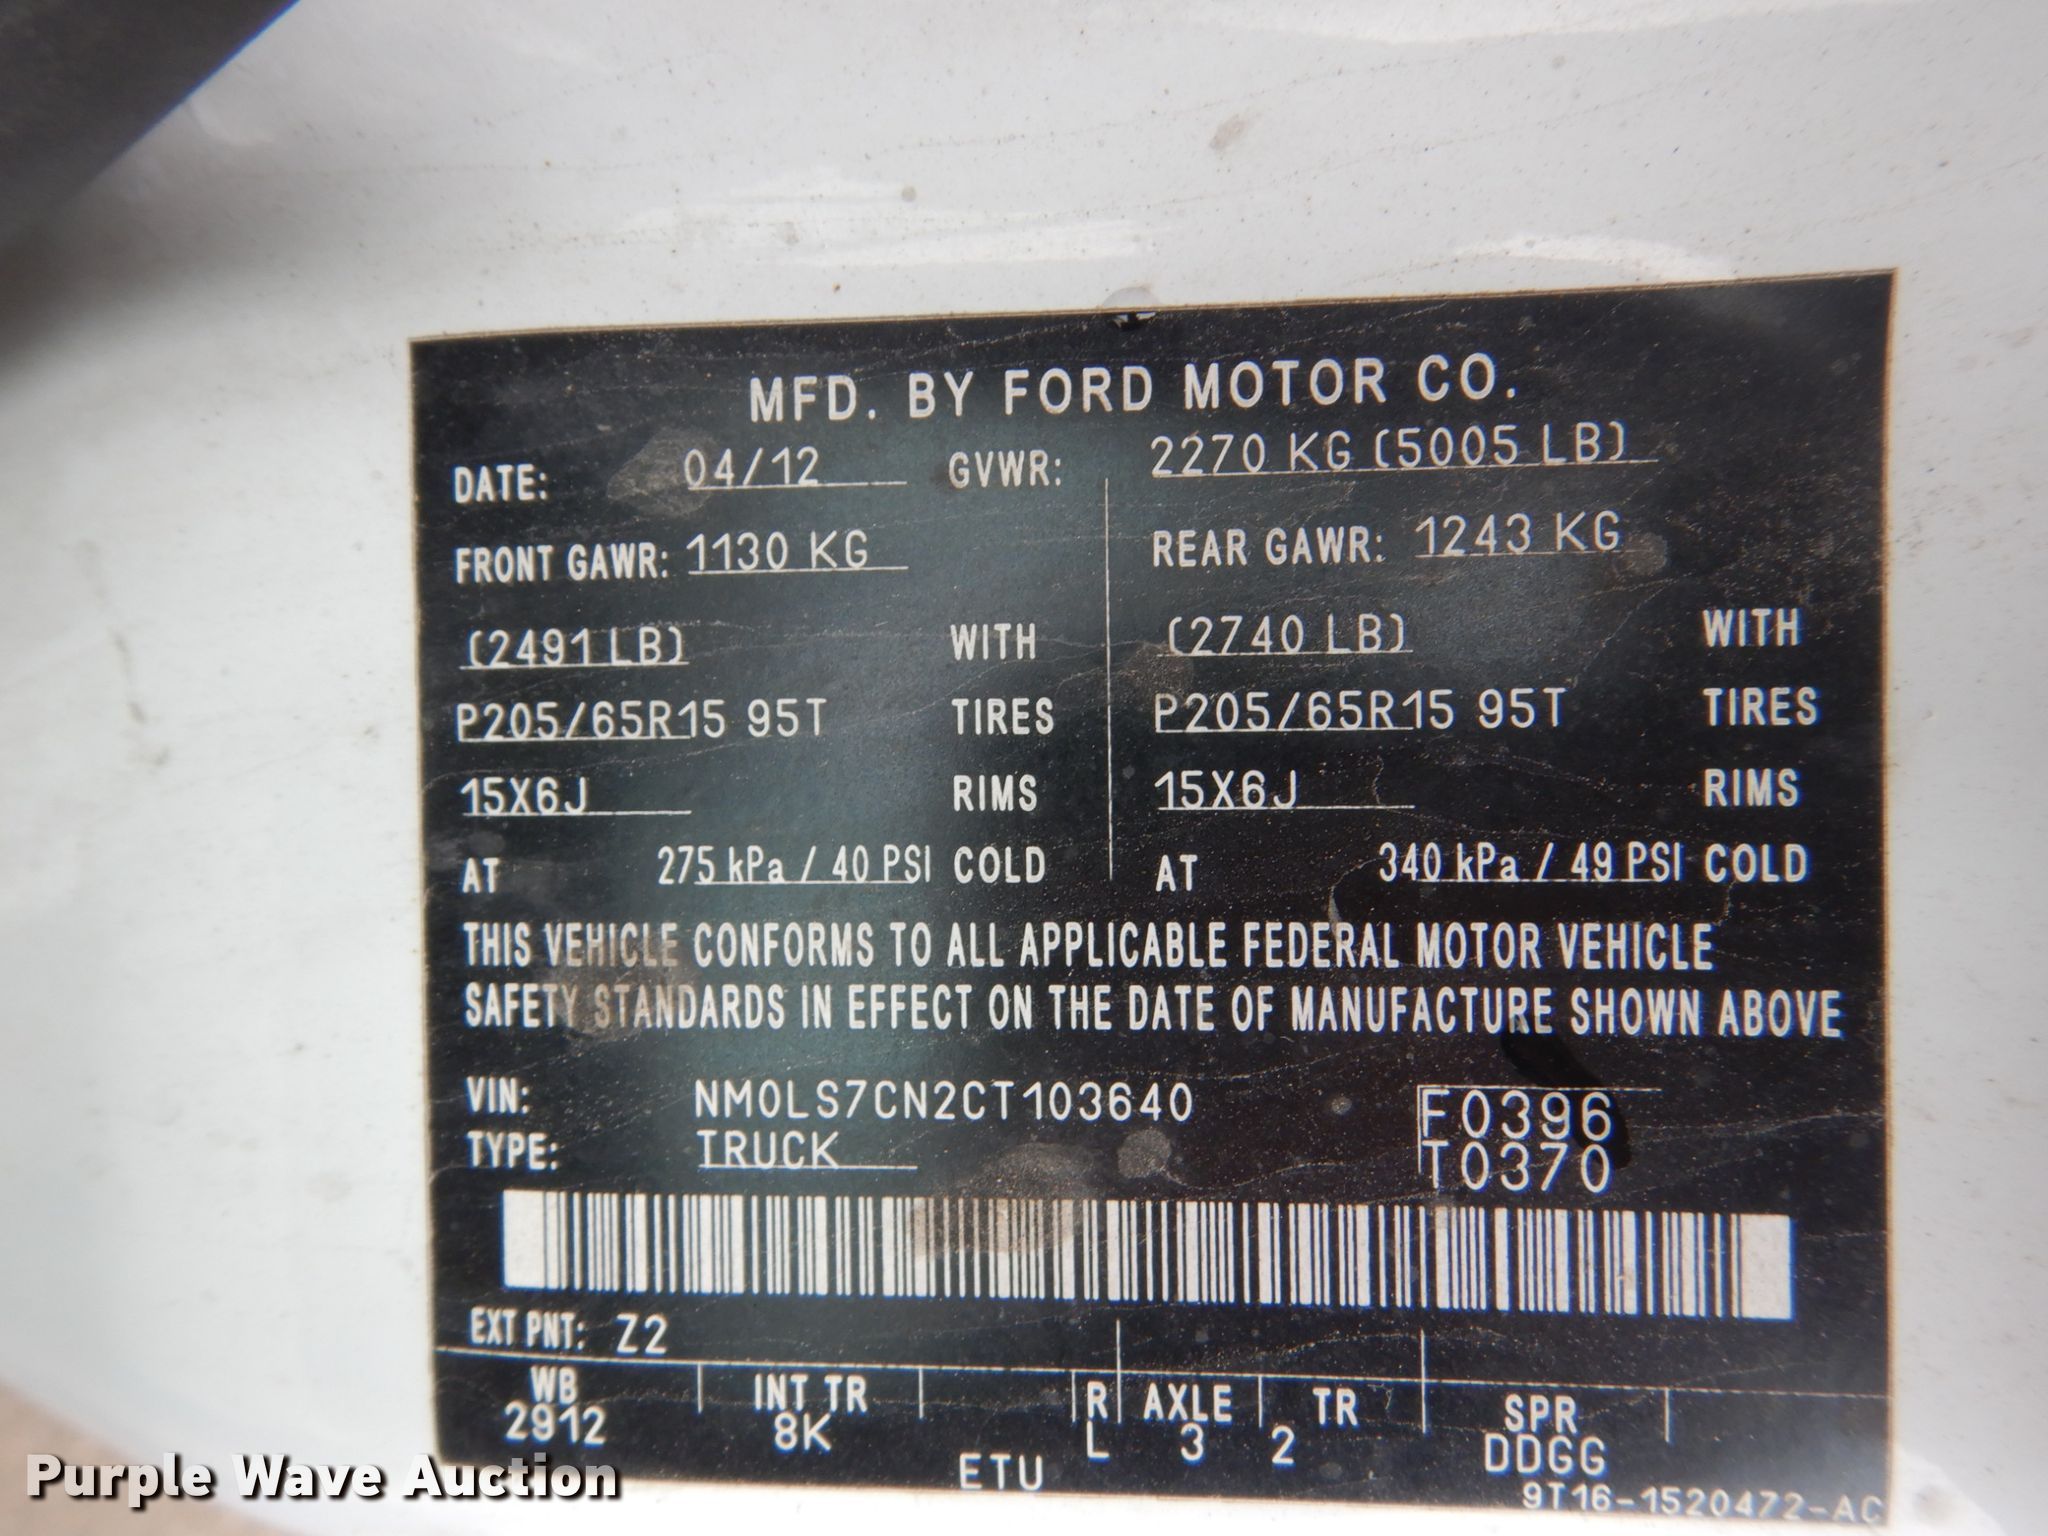 MFD. BY FORD MOTOR CO.
DATE: 04/12 GVWR: 2270 KG (5005 LB)
FRONT GAWR: 1130 KG REAR GAWR: 1243 KG
(2491 LB) WITH (2740 LB) WITH
P205/65R15 95T TIRES P205/65R15 95T TIRES
15X6J RIMS 15X6J RIMS
AT 275 kPa / 40 PSI COLD AT 340 kPa / 49 PSI COLD
THIS VEHICLE CONFORMS TO ALL APPLICABLE FEDERAL MOTOR VEHICLE
SAFETY STANDARDS IN EFFECT ON THE DATE OF MANUFACTURE SHOWN ABOVE
VIN: NM0LS7CN2CT103640 F0396
TYPE: TRUCK T0370
EXT PNT: Z2
WB INT TR R AXLE TR SPR
2912 8K L 3 2 DDGG
ETU
9T16-1520472-AC
Purple Wave Auction